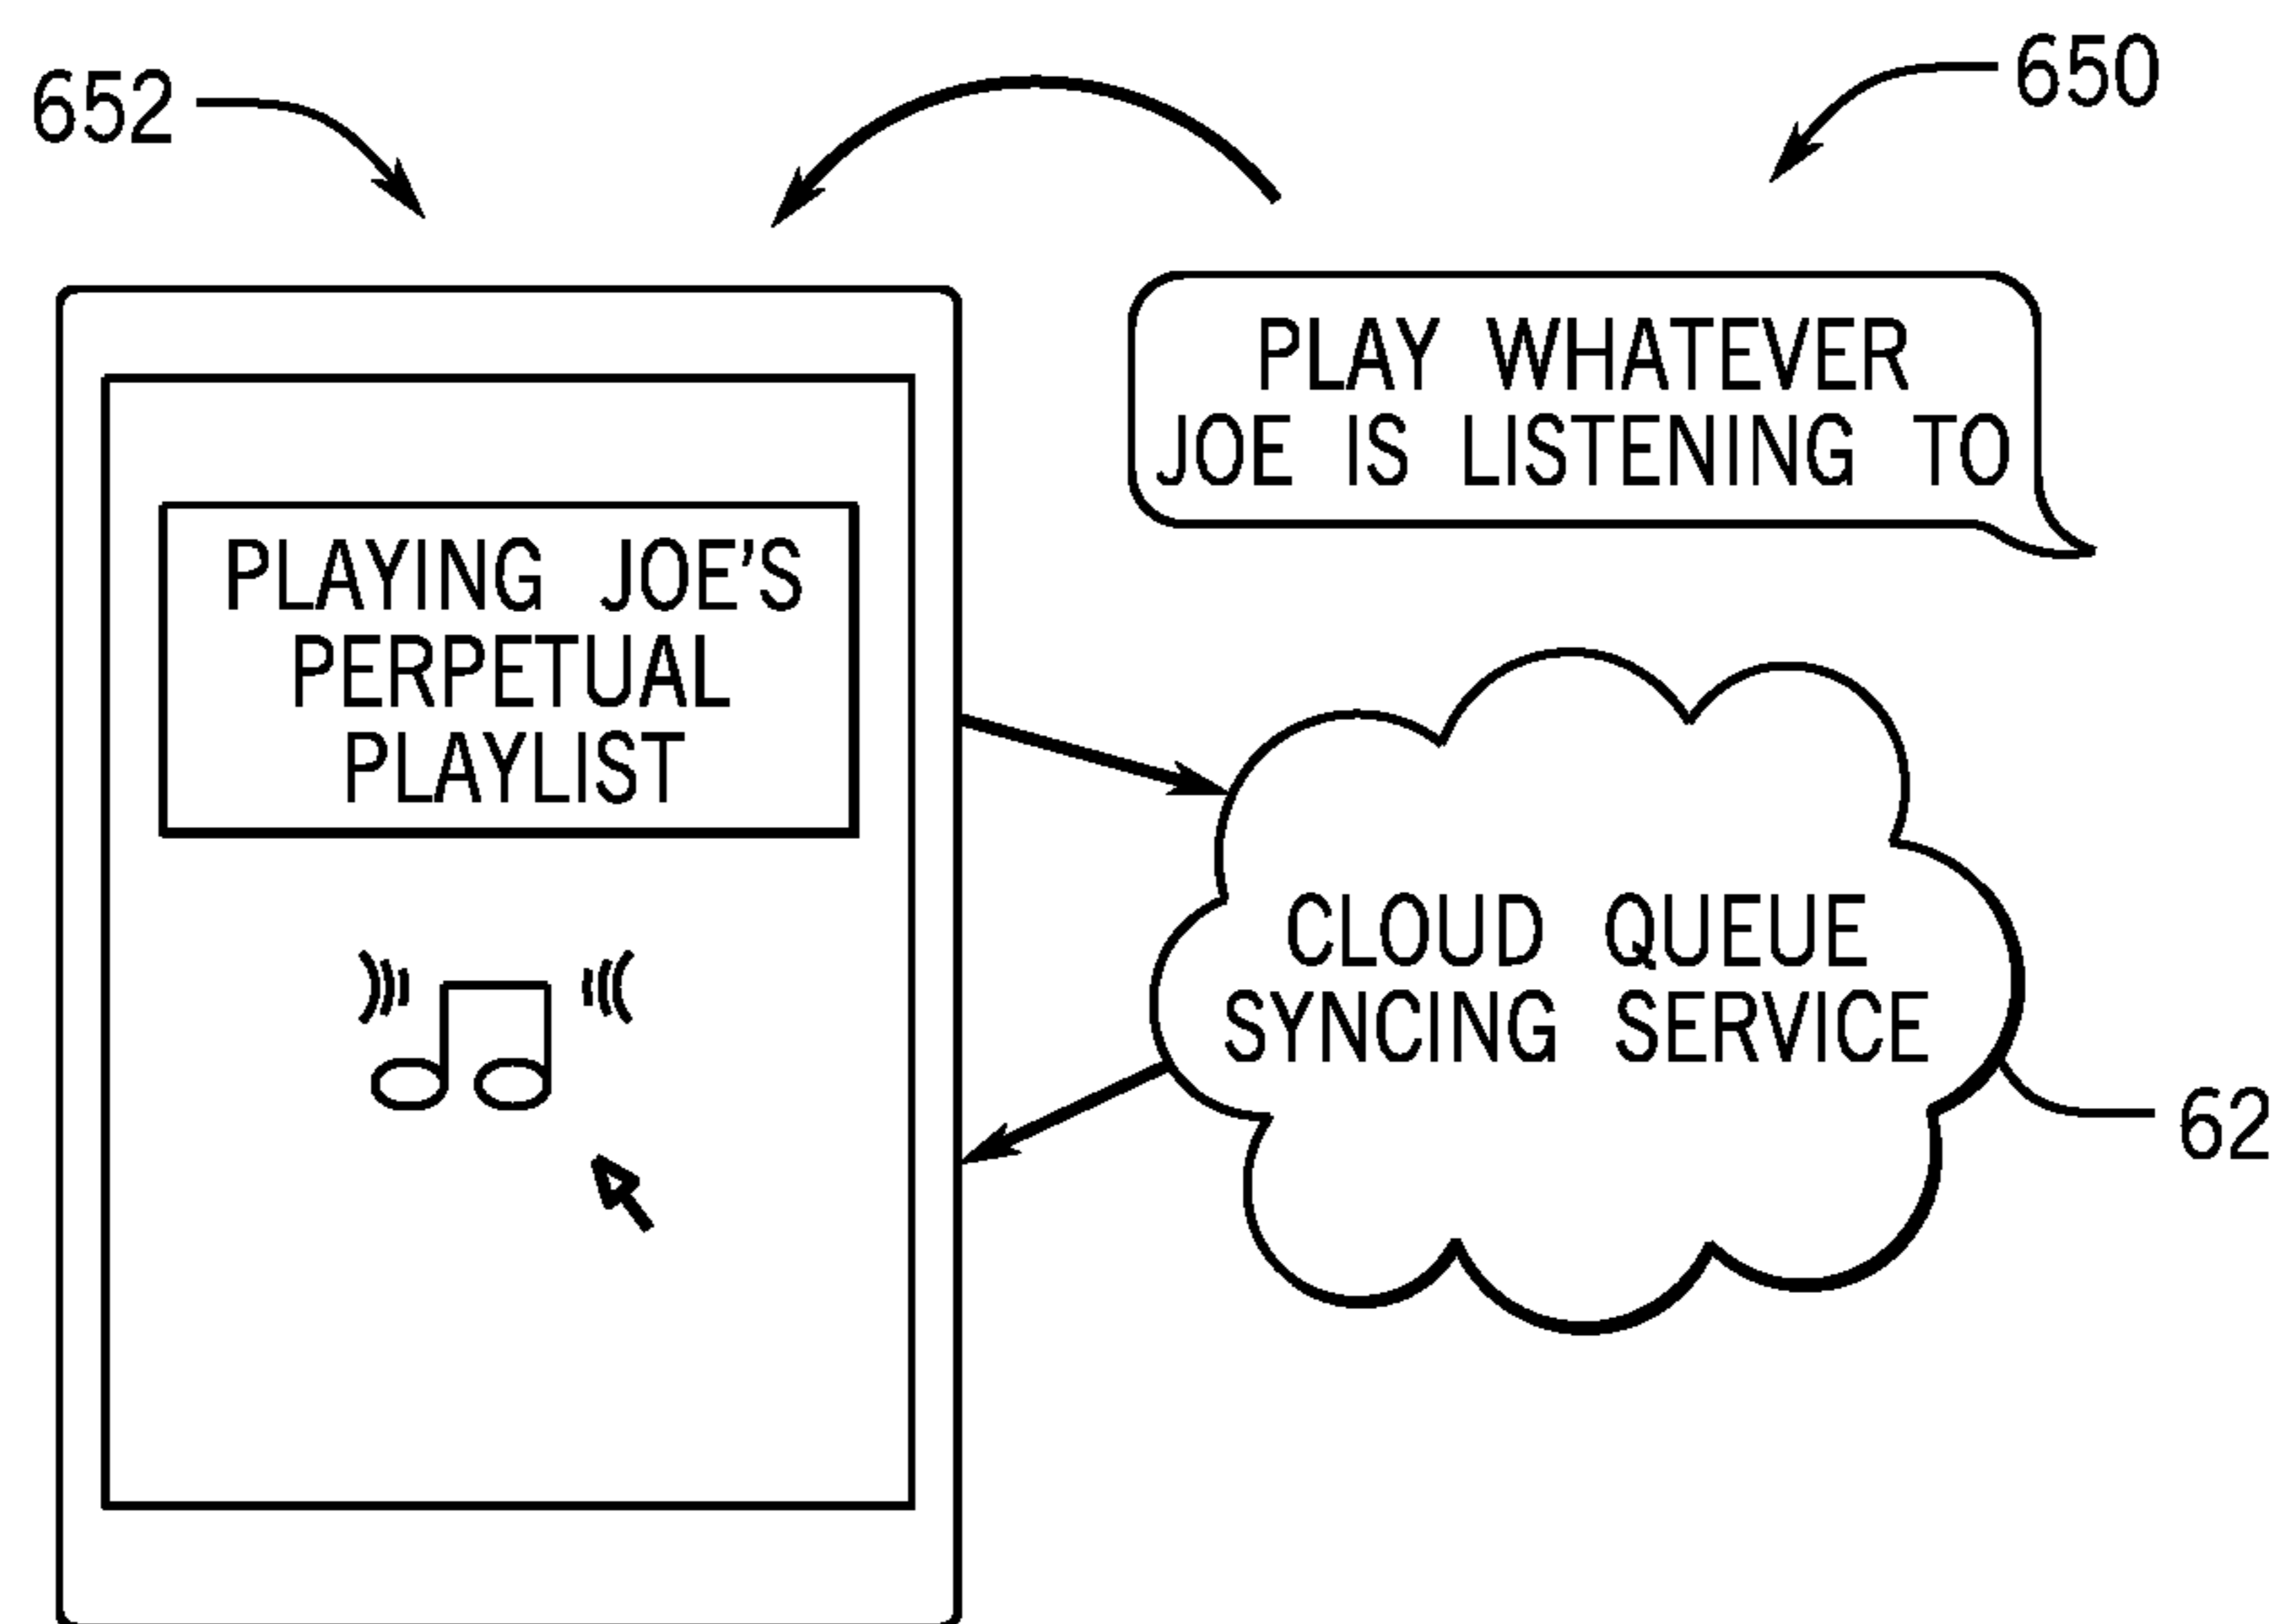 652
650
PLAY WHATEVER
JOE IS LISTENING TO
PLAYING JOE'S
PERPETUAL
PLAYLIST
CLOUD QUEUE
SYNCING SERVICE
62